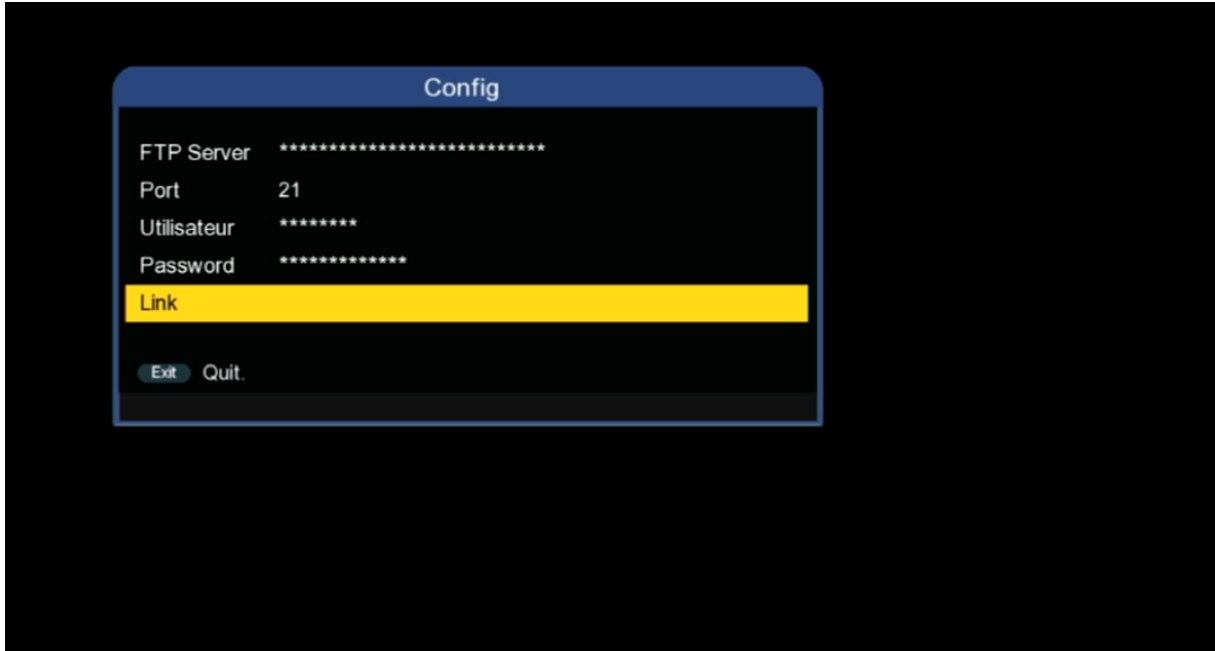 Config
FTP Server ***************************
Port 21
Utilisateur ********
Password *************
Link
Exit Quit.